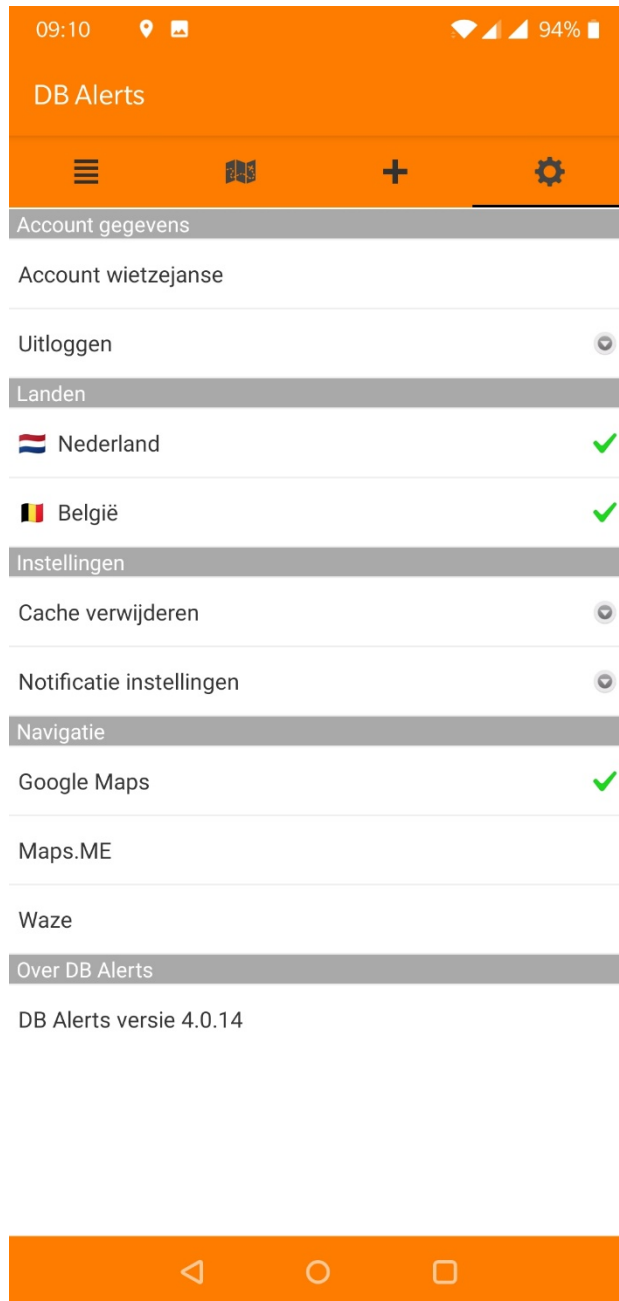 09:10
94%
DB Alerts
Account gegevens
Account wietzejanse
Uitloggen
Landen
Nederland
België
Instellingen
Cache verwijderen
Notificatie instellingen
Navigatie
Google Maps
Maps.ME
Waze
Over DB Alerts
DB Alerts versie 4.0.14